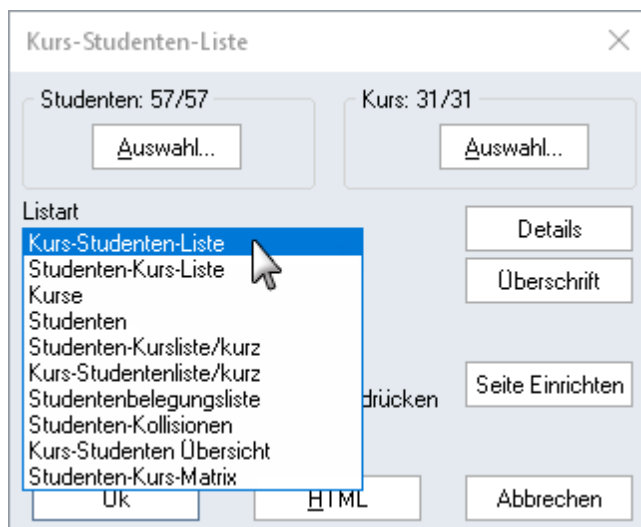 Kurs-Studenten-Liste
Studenten: 57/57
Kurs: 31/31
Auswahl...
Auswahl...
Listart
Details
Kurs-Studenten-Liste
Studenten-Kurs-Liste
Überschrift
Kurse
Studenten
Studenten-Kursliste/kurz
Kurs-Studentenliste/kurz
Seite Einrichten
Studentenbelegungsliste
drücken
Studenten-Kollisionen
Kurs-Studenten Übersicht
Studenten-Kurs-Matrix
Ok
HTML
Abbrechen